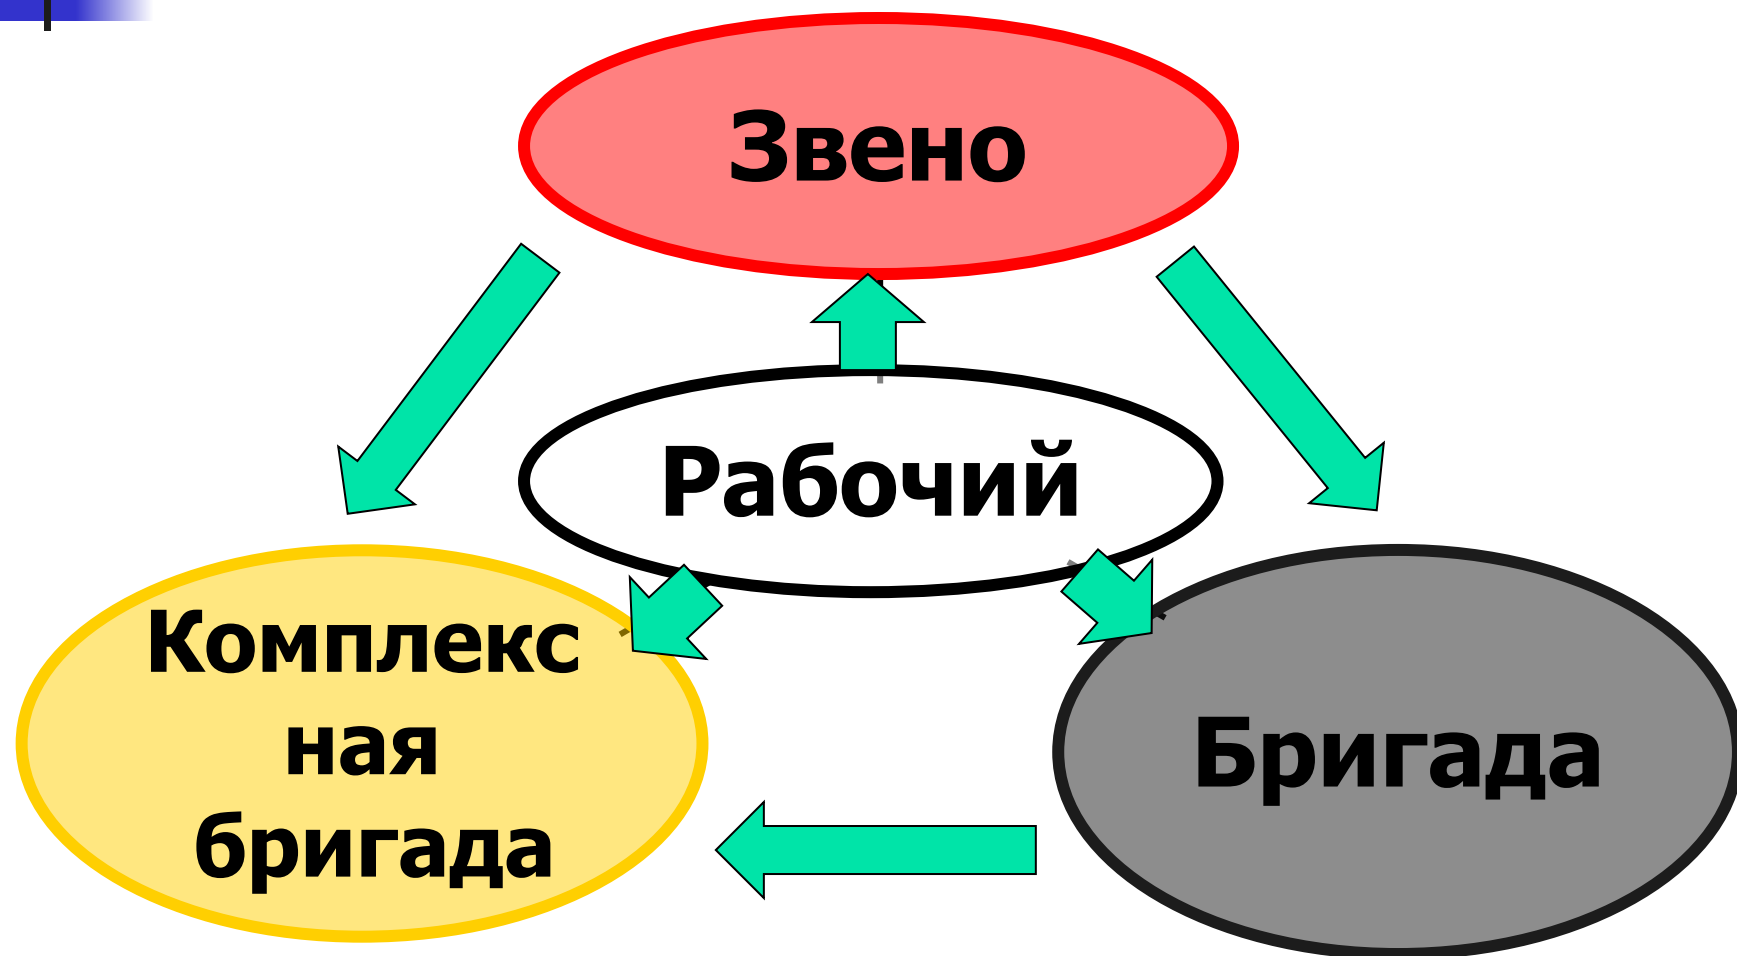 Звено
Рабочий
Комплекс
ная
бригада
Бригада